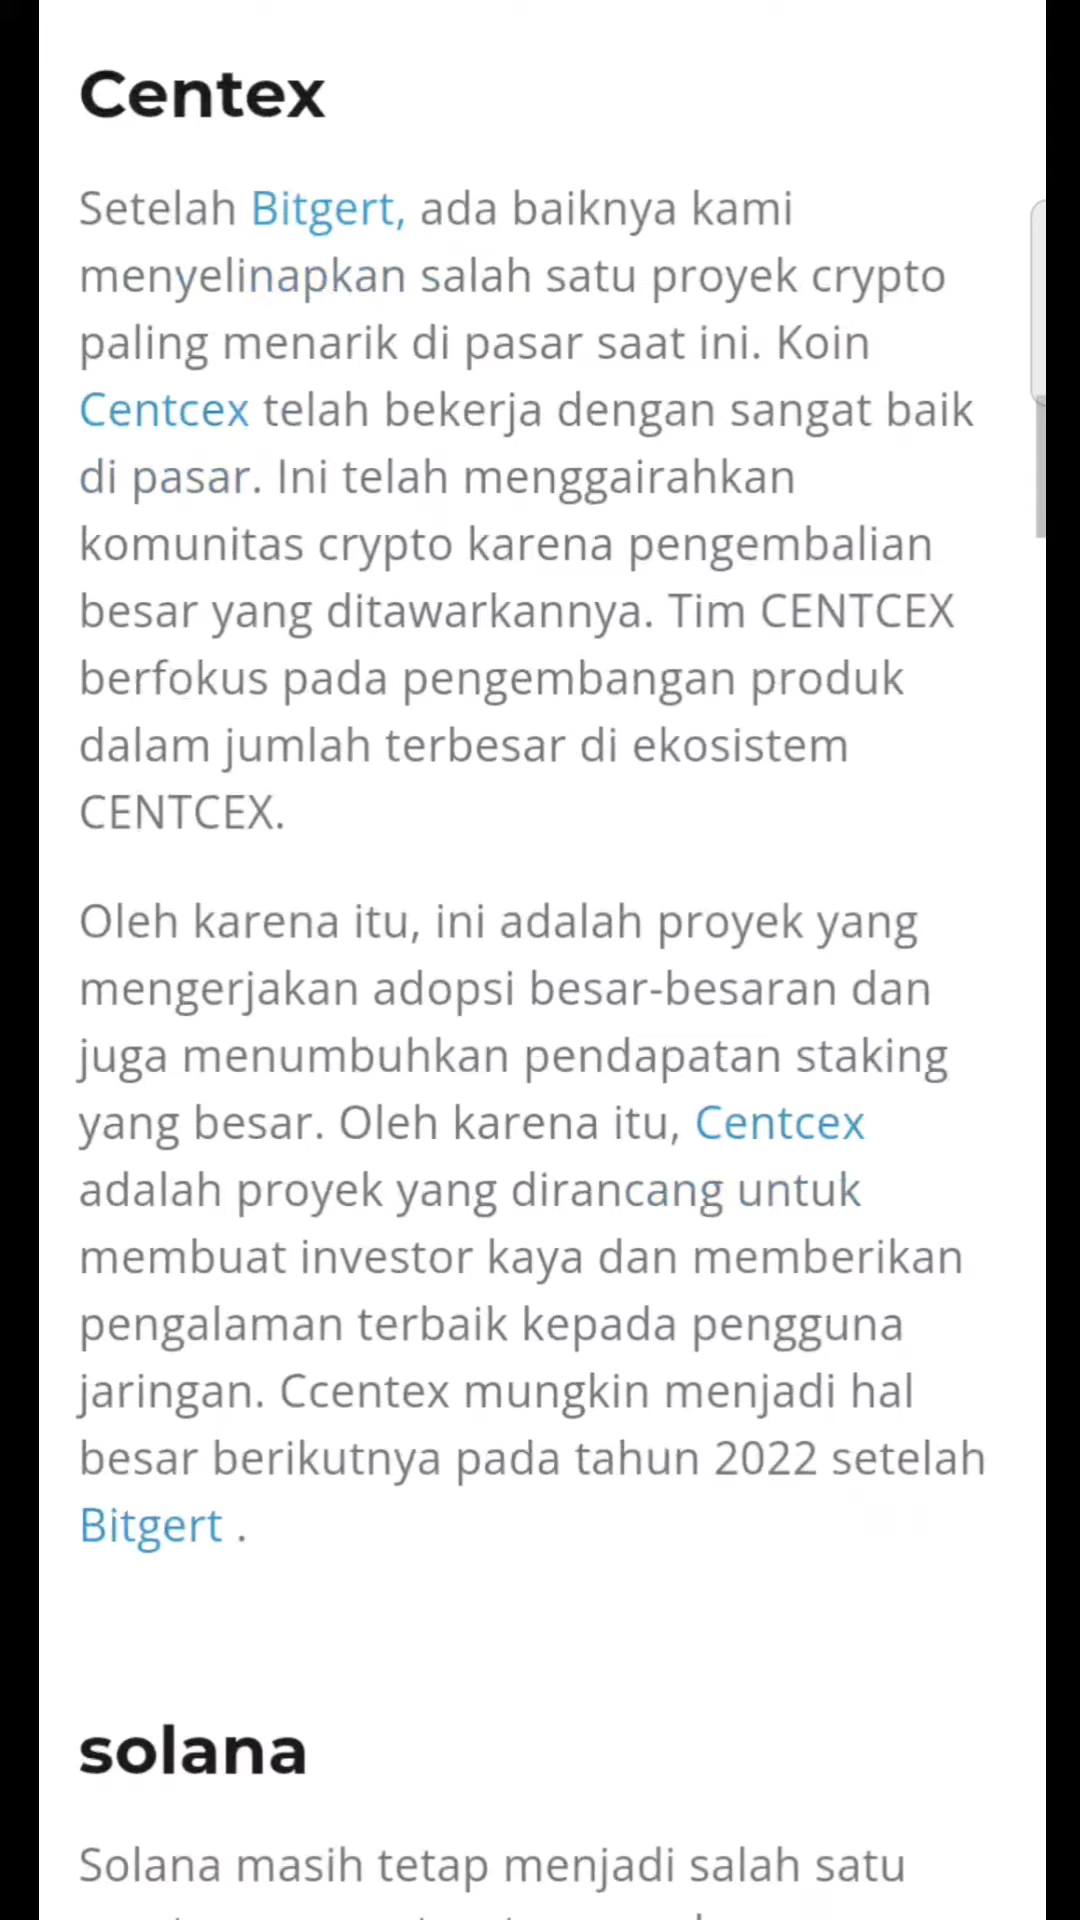 Centex
Setelah Bitgert, ada baiknya kami
menyelinapkan salah satu proyek crypto
paling menarik di pasar saat ini. Koin
Centcex telah bekerja dengan sangat baik
di pasar. Ini telah menggairahkan
komunitas crypto karena pengembalian
besar yang ditawarkannya. Tim CENTCEX
berfokus pada pengembangan produk
dalam jumlah terbesar di ekosistem
CENTCEX.
Oleh karena itu, ini adalah proyek yang
mengerjakan adopsi besar-besaran dan
juga menumbuhkan pendapatan staking
yang besar. Oleh karena itu, Centcex
adalah proyek yang dirancang untuk
membuat investor kaya dan memberikan
pengalaman terbaik kepada pengguna
jaringan. Ccentex mungkin menjadi hal
besar berikutnya pada tahun 2022 setelah
Bitgert .
solana
Solana masih tetap menjadi salah satu